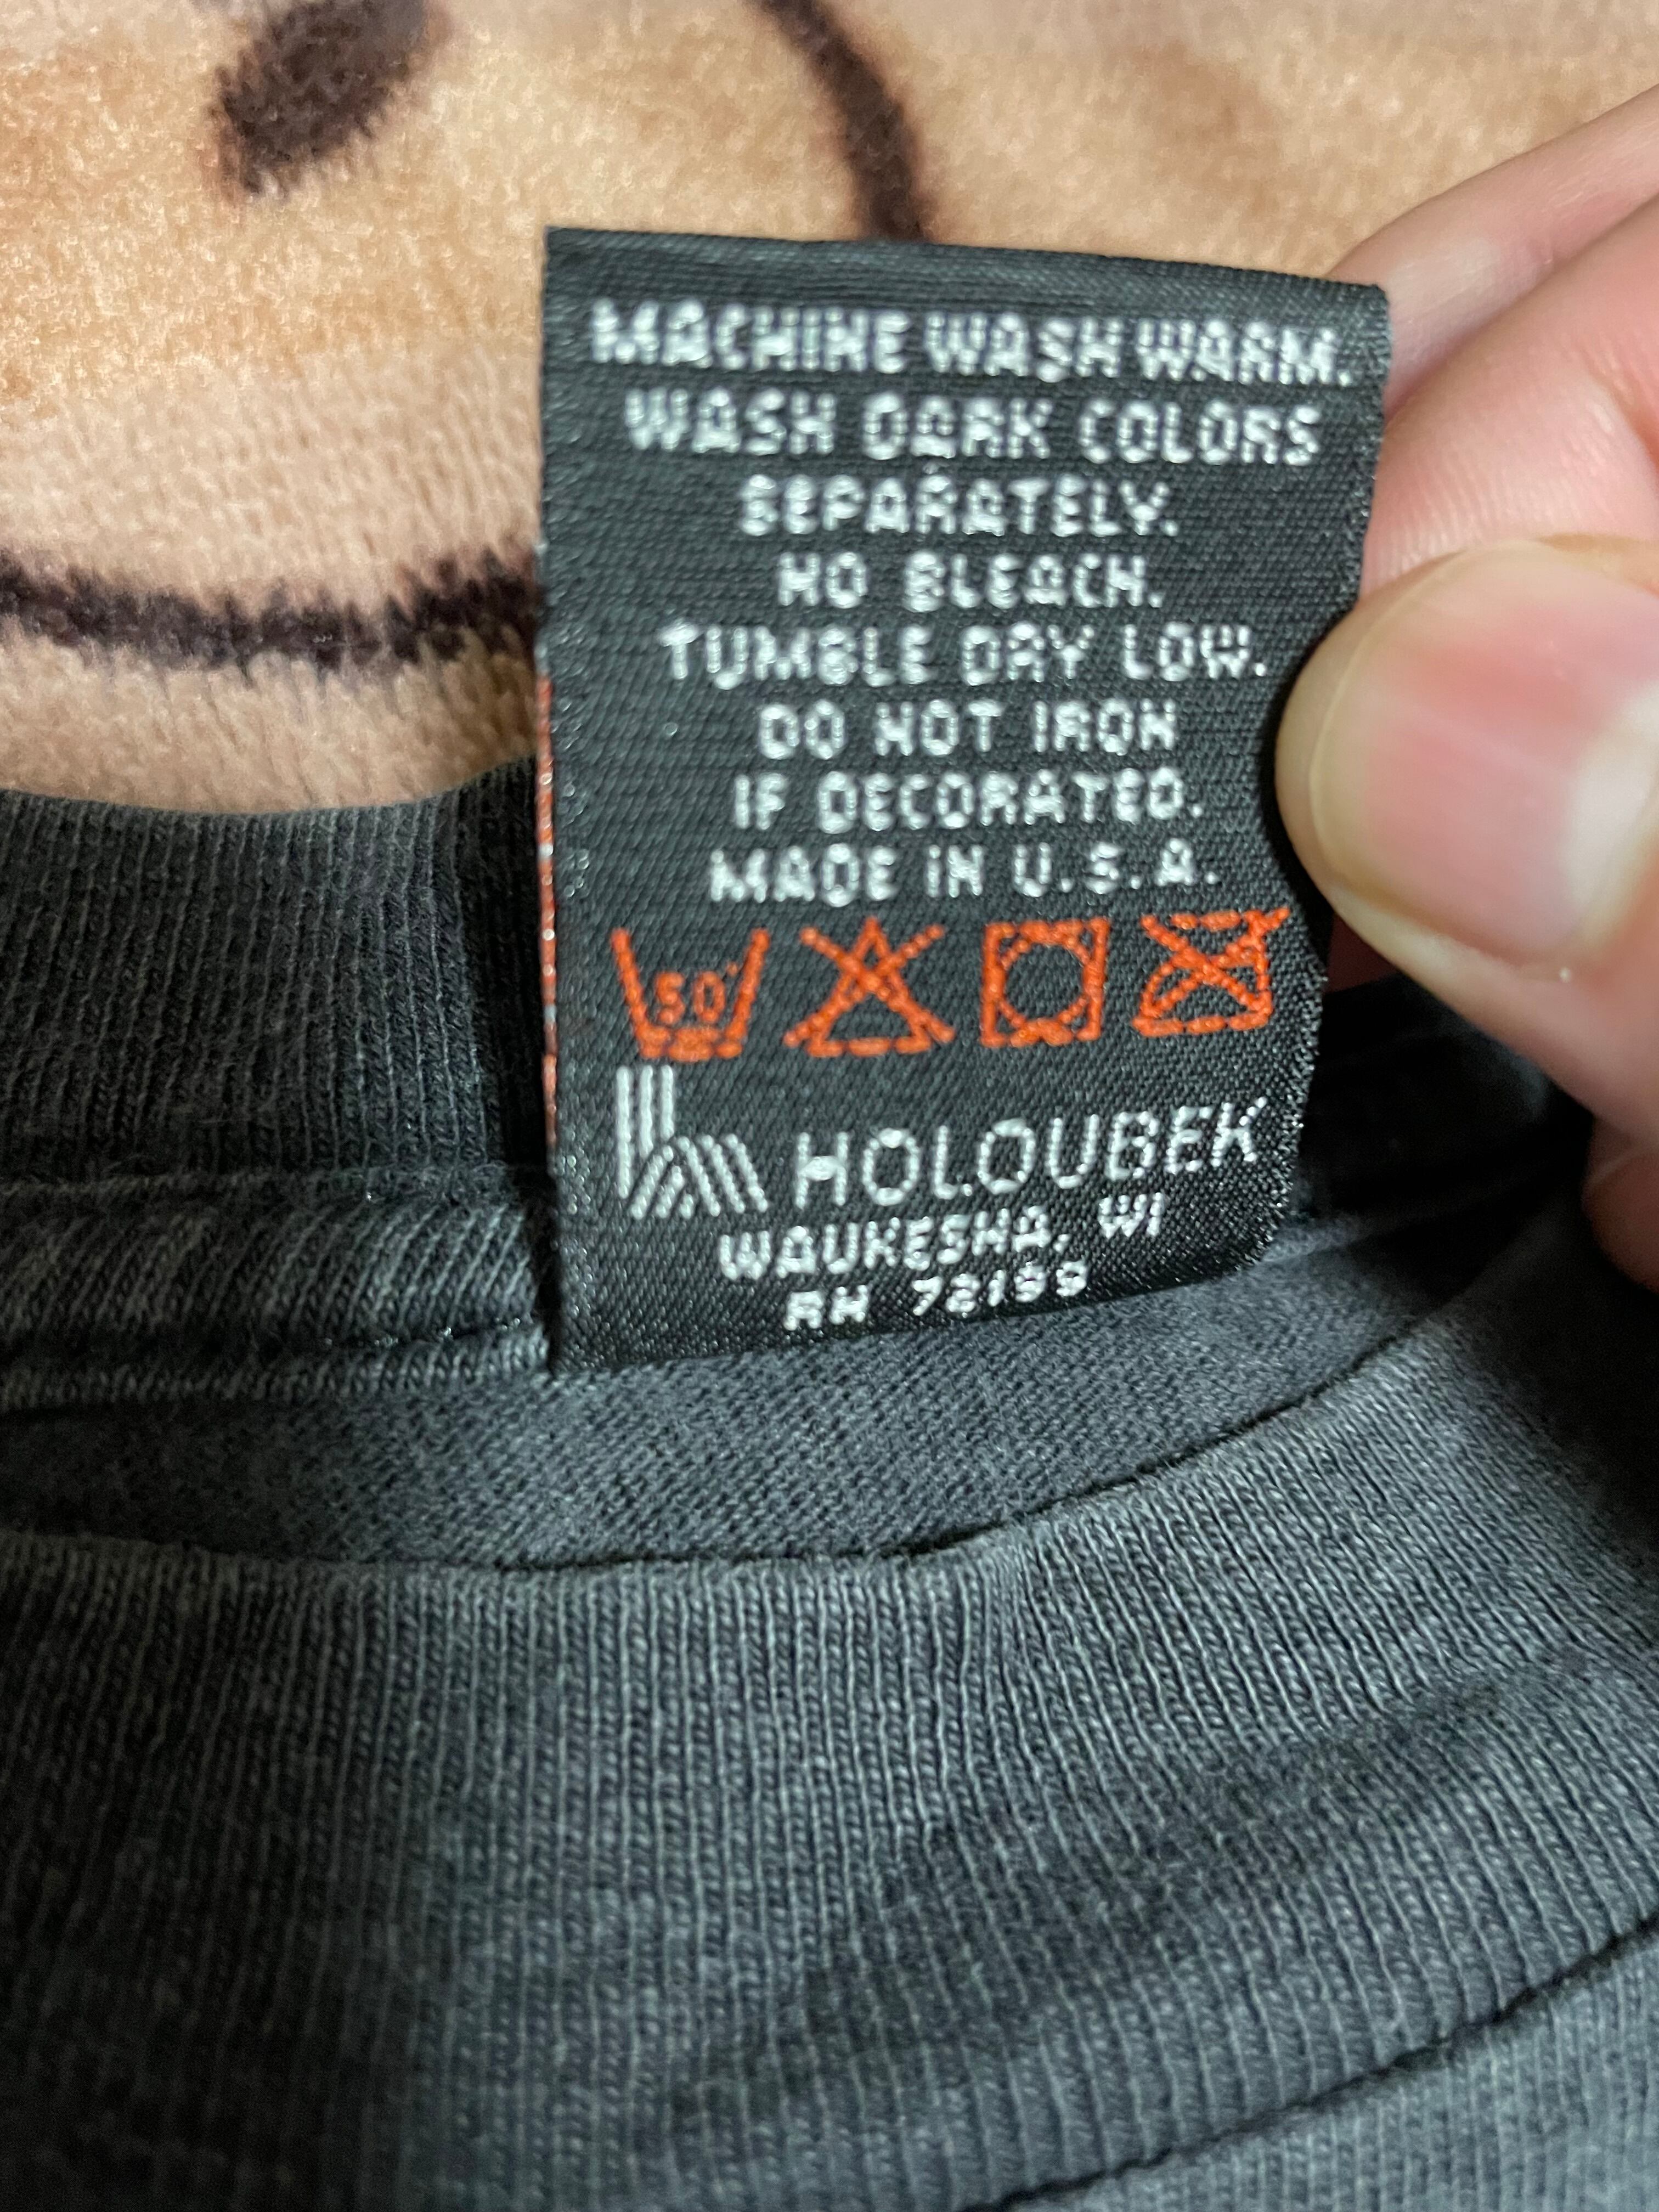 MACHINE WASH WARM.
WASH DARK COLORS
SEPARATELY.
NO BLEACH.
TUMBLE DRY LOW.
DO NOT IRON
IF DECORATED.
MADE IN U.S.A.
50°
HOLOUBEK
WAUKESHA, WI
RN 72199